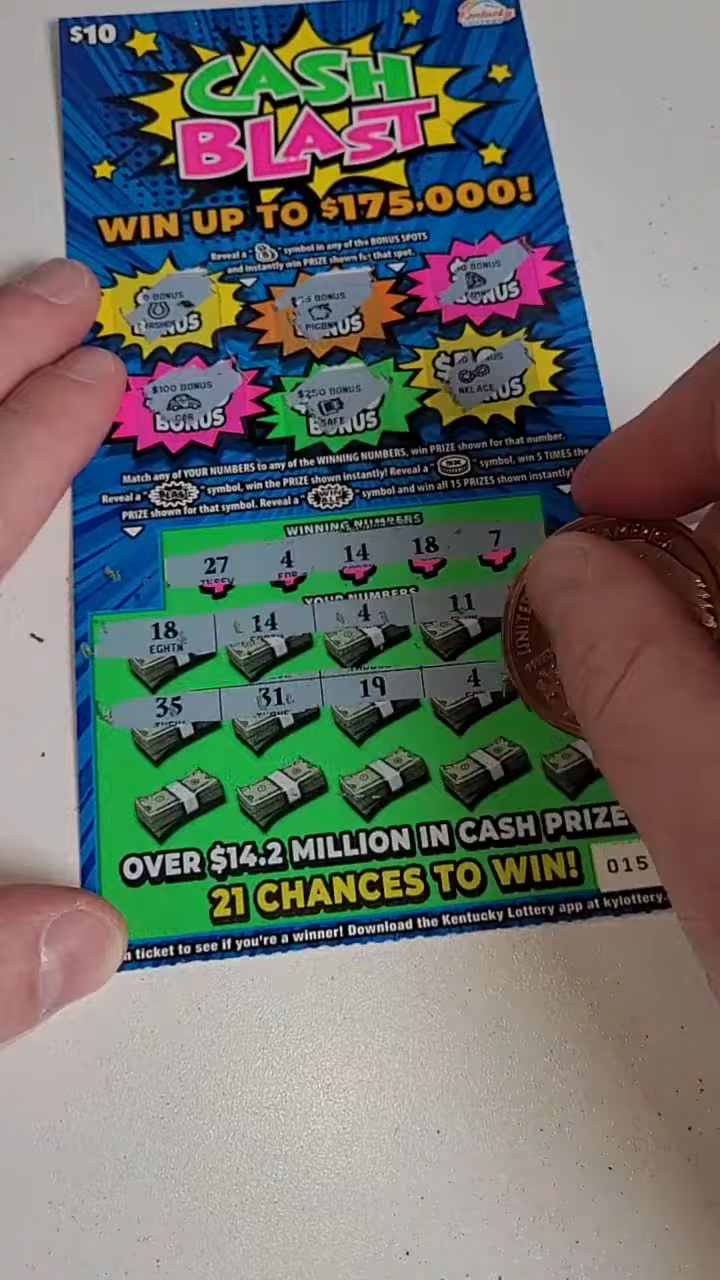 $10
Kentucky
CASH
BLAST
WIN UP TO $175,000!
Reveal a " " symbol in any of the BONUS SPOTS
and instantly win PRIZE shown for that spot.
BONUS
$25 BONUS
BONUS
$100 BONUS
CAR
BONUS
$250 BONUS
SAFE
BONUS
NKLACE
Match any of YOUR NUMBERS to any of the WINNING NUMBERS, win PRIZE shown for that number.
Reveal a " " symbol, win the PRIZE shown instantly! Reveal a " " symbol, win 5 TIMES the
PRIZE shown for that symbol. Reveal a " " symbol and win all 15 PRIZES shown instantly!
WINNING NUMBERS
27 4 14 18 7
YOUR NUMBERS
18 14 4 11
EGHTN
35 31 19 4
OVER $14.2 MILLION IN CASH PRIZE
21 CHANCES TO WIN!
015
ticket to see if you're a winner! Download the Kentucky Lottery app at kylottery.